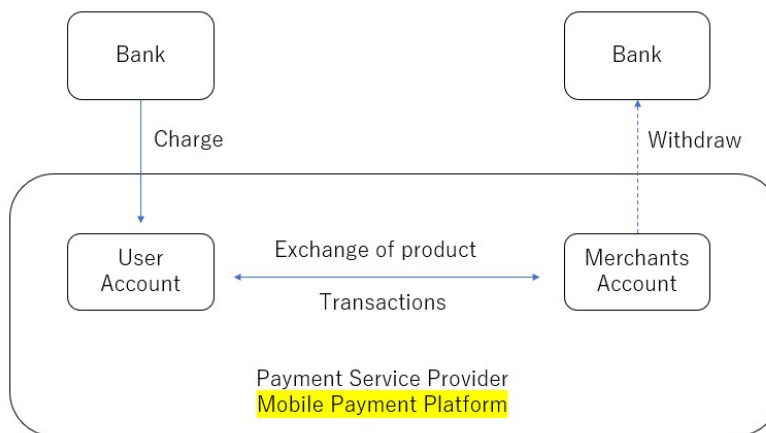 Bank
Bank
Charge
Withdraw
User
Account
Exchange of product
Transactions
Merchants
Account
Payment Service Provider
Mobile Payment Platform